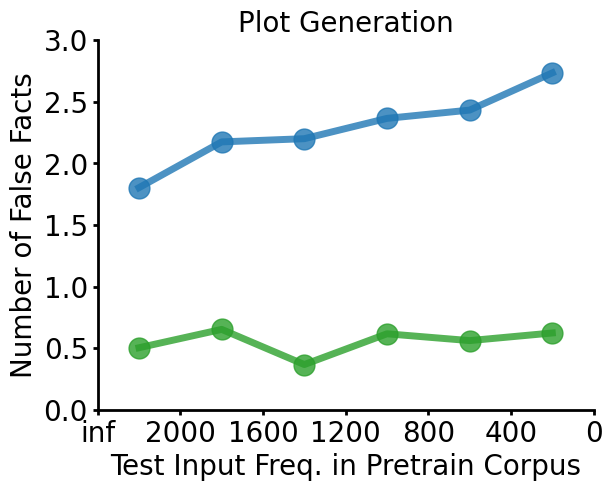 Plot Generation
Number of False Facts
3.0
2.5
2.0
1.5
1.0
0.5
0.0
inf 2000 1600 1200 800 400 0
Test Input Freq. in Pretrain Corpus